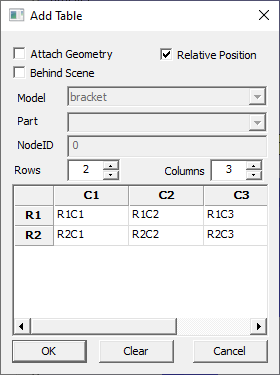 Add Table
Attach Geometry Relative Position
Behind Scene
Model bracket
Part
NodeID 0
Rows 2 Columns 3
C1 C2 C3
R1 R1C1 R1C2 R1C3
R2 R2C1 R2C2 R2C3
OK Clear Cancel